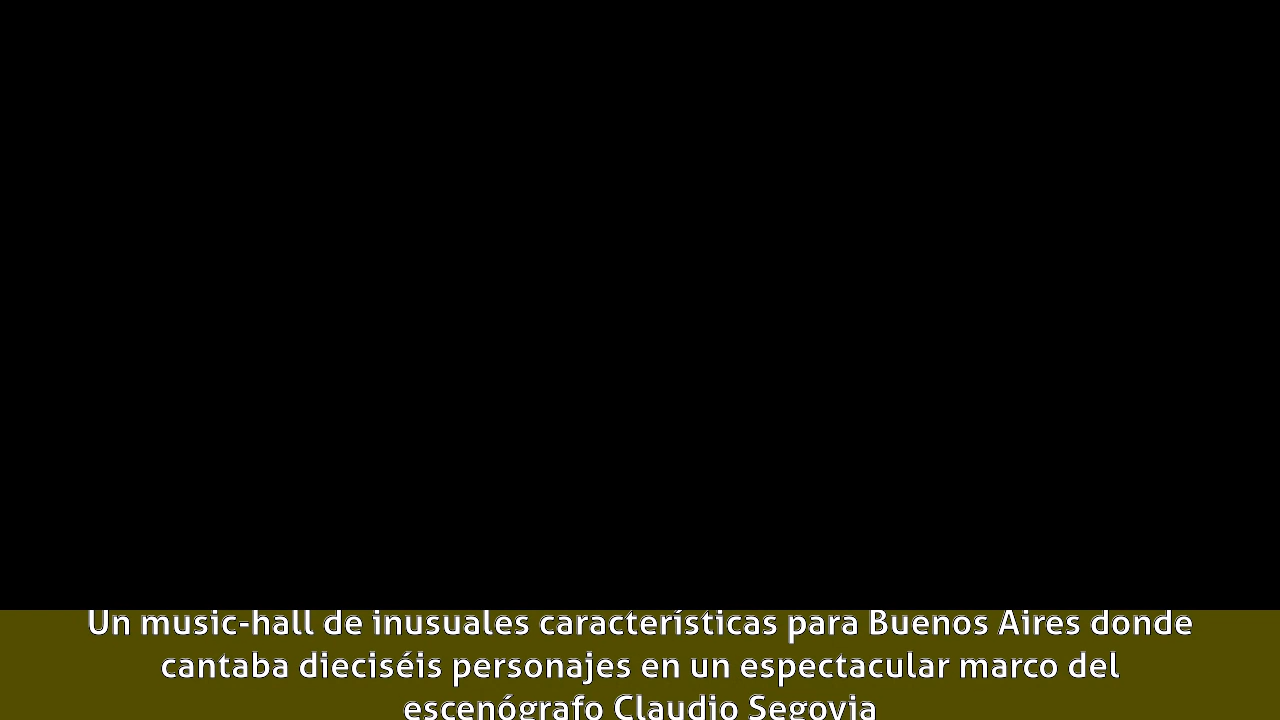 Un music-hall de inusuales características para Buenos Aires donde
cantaba dieciséis personajes en un espectacular marco del
escenógrafo Claudio Segovia